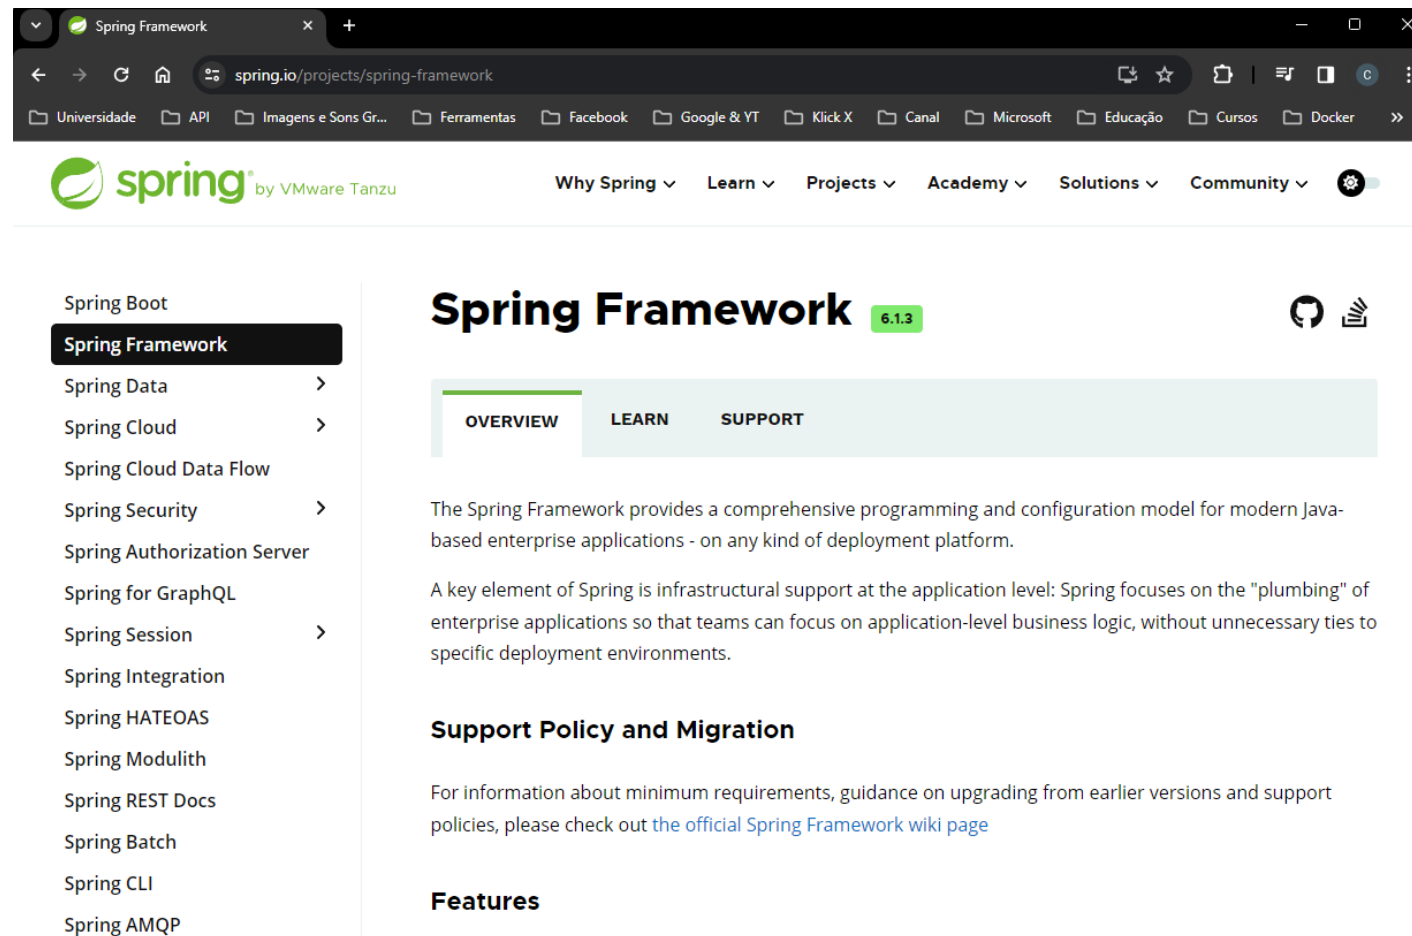 Spring Framework
spring.io/projects/spring-framework
C
Universidade API Imagens e Sons Gr... Ferramentas Facebook Google & YT Klick X Canal Microsoft Educação Cursos Docker
spring by VMware Tanzu
Why Spring Learn Projects Academy Solutions Community
Spring Boot
Spring Framework
Spring Data
Spring Cloud
Spring Cloud Data Flow
Spring Security
Spring Authorization Server
Spring for GraphQL
Spring Session
Spring Integration
Spring HATEOAS
Spring Modulith
Spring REST Docs
Spring Batch
Spring CLI
Spring AMQP
Spring Framework 6.1.3
OVERVIEW LEARN SUPPORT
The Spring Framework provides a comprehensive programming and configuration model for modern Java-
based enterprise applications - on any kind of deployment platform.
A key element of Spring is infrastructural support at the application level: Spring focuses on the "plumbing" of
enterprise applications so that teams can focus on application-level business logic, without unnecessary ties to
specific deployment environments.
Support Policy and Migration
For information about minimum requirements, guidance on upgrading from earlier versions and support
policies, please check out the official Spring Framework wiki page
Features